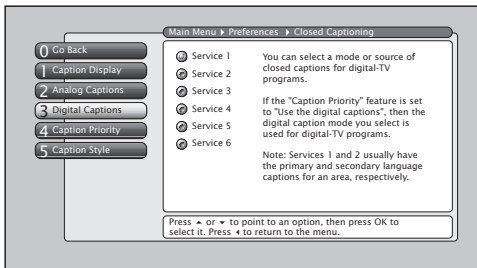 Main Menu ▸ Preferences ▸ Closed Captioning
0 Go Back
1 Caption Display
2 Analog Captions
3 Digital Captions
4 Caption Priority
5 Caption Style
Service 1
Service 2
Service 3
Service 4
Service 5
Service 6
You can select a mode or source of
closed captions for digital-TV
programs.
If the "Caption Priority" feature is set
to "Use the digital captions", then the
digital caption mode you select is
used for digital-TV programs.
Note: Services 1 and 2 usually have
the primary and secondary language
captions for an area, respectively.
Press ▴ or ▾ to point to an option, then press OK to
select it. Press ◂ to return to the menu.